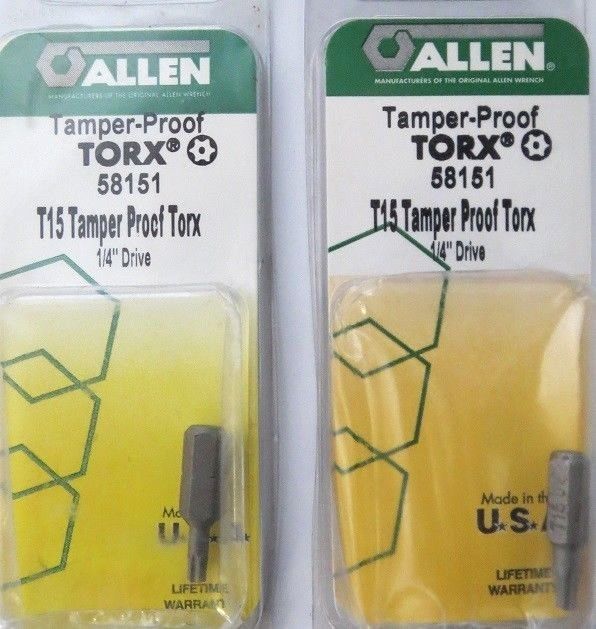 ALLEN
MANUFACTURERS OF THE ORIGINAL ALLEN WRENCH
Tamper-Proof
TORX®
58151
T15 Tamper Proof Torx
1/4" Drive
Made
U.S.A.
LIFETIME
WARRANTY
ALLEN®
MANUFACTURERS OF THE ORIGINAL ALLEN WRENCH
Tamper-Proof
TORX®
58151
T15 Tamper Proof Torx
1/4" Drive
Made in the
U.S.A
LIFETIME
WARRANTY